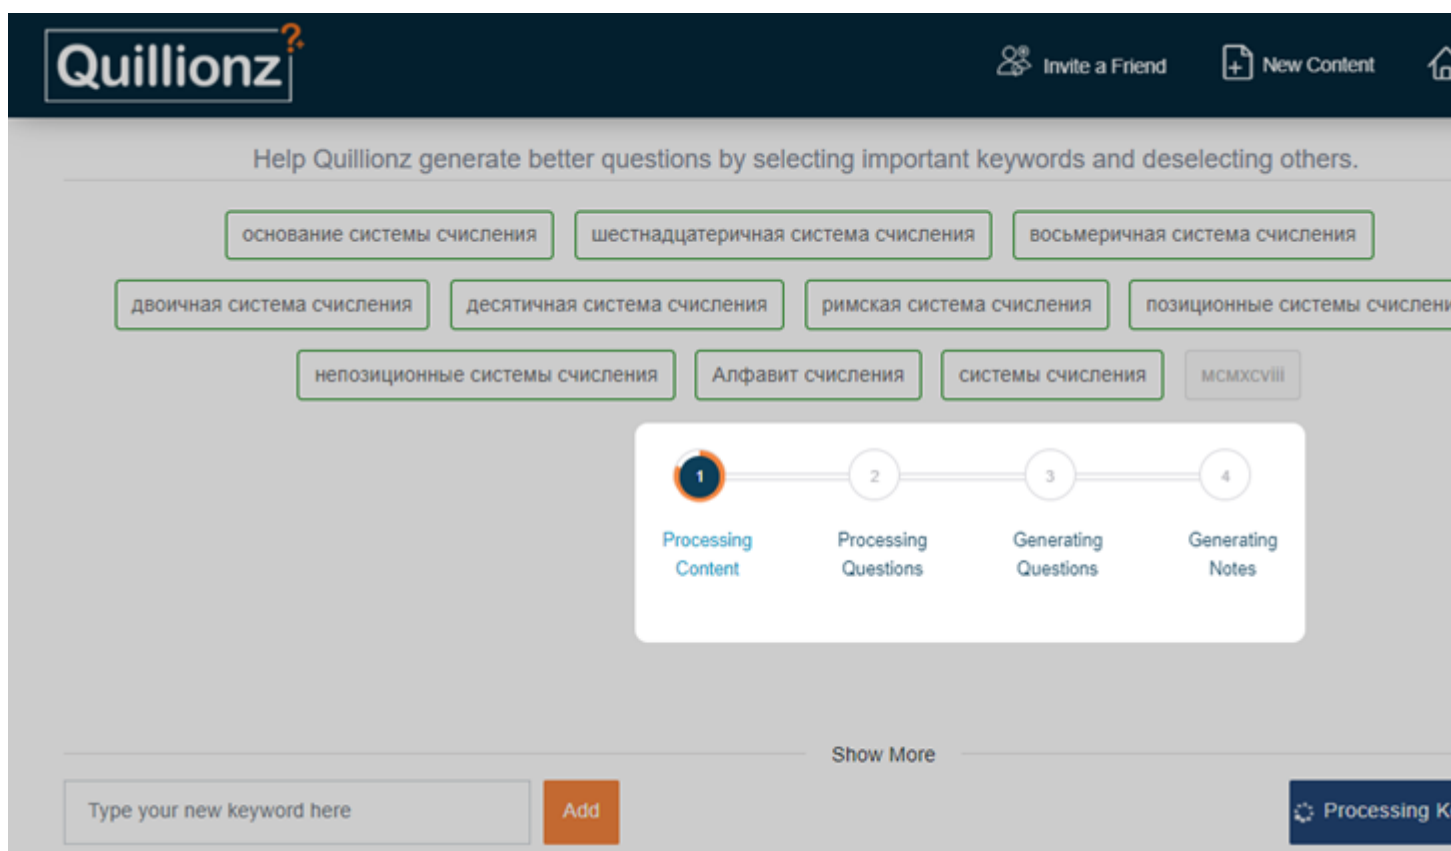 Quillionz
Invite a Friend
New Content
Help Quillionz generate better questions by selecting important keywords and deselecting others.
основание системы счисления
шестнадцатеричная система счисления
восьмеричная система счисления
двоичная система счисления
десятичная система счисления
римская система счисления
позиционные системы счислени
непозиционные системы счисления
Алфавит счисления
системы счисления
мсмхсviii
1
2
3
4
Processing
Content
Processing
Questions
Generating
Questions
Generating
Notes
Show More
Type your new keyword here
Add
Processing K